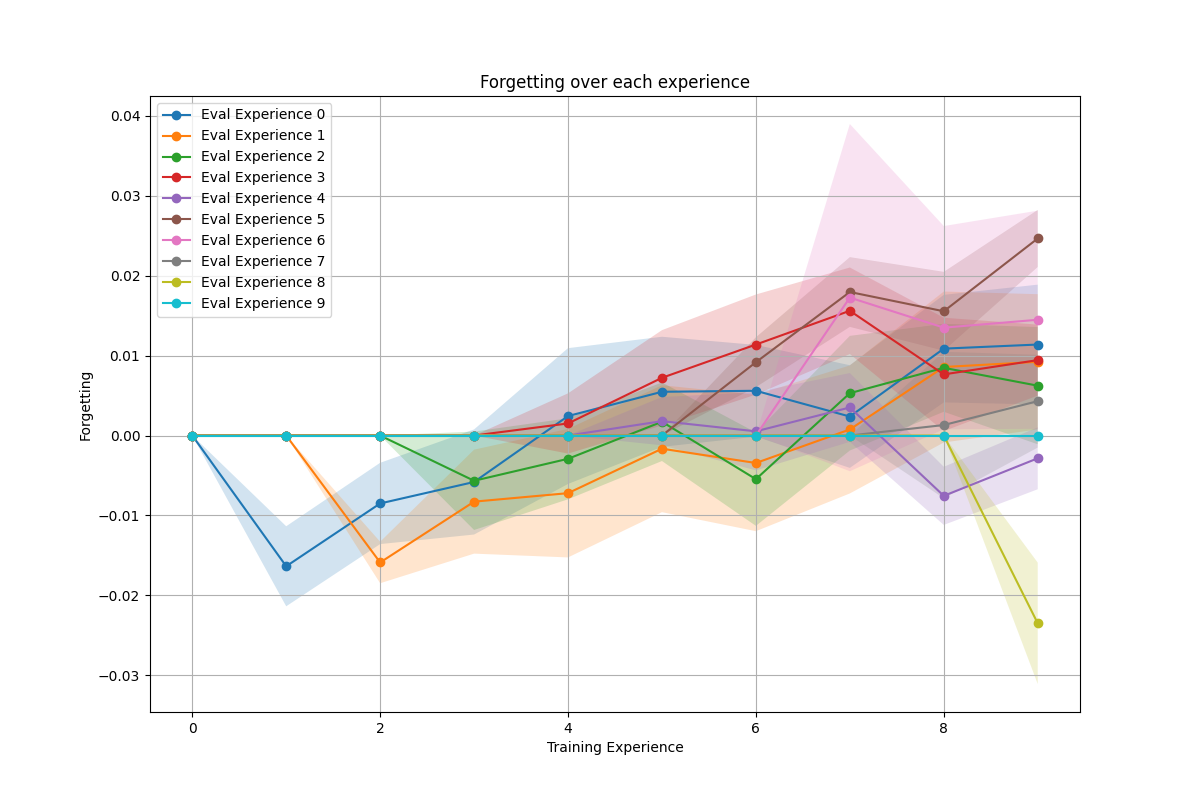 Forgetting over each experience
0.04
0.03
0.02
0.01
0.00
−0.01
−0.02
−0.03
Forgetting
Eval Experience 0
Eval Experience 1
Eval Experience 2
Eval Experience 3
Eval Experience 4
Eval Experience 5
Eval Experience 6
Eval Experience 7
Eval Experience 8
Eval Experience 9
0 2 4 6 8
Training Experience